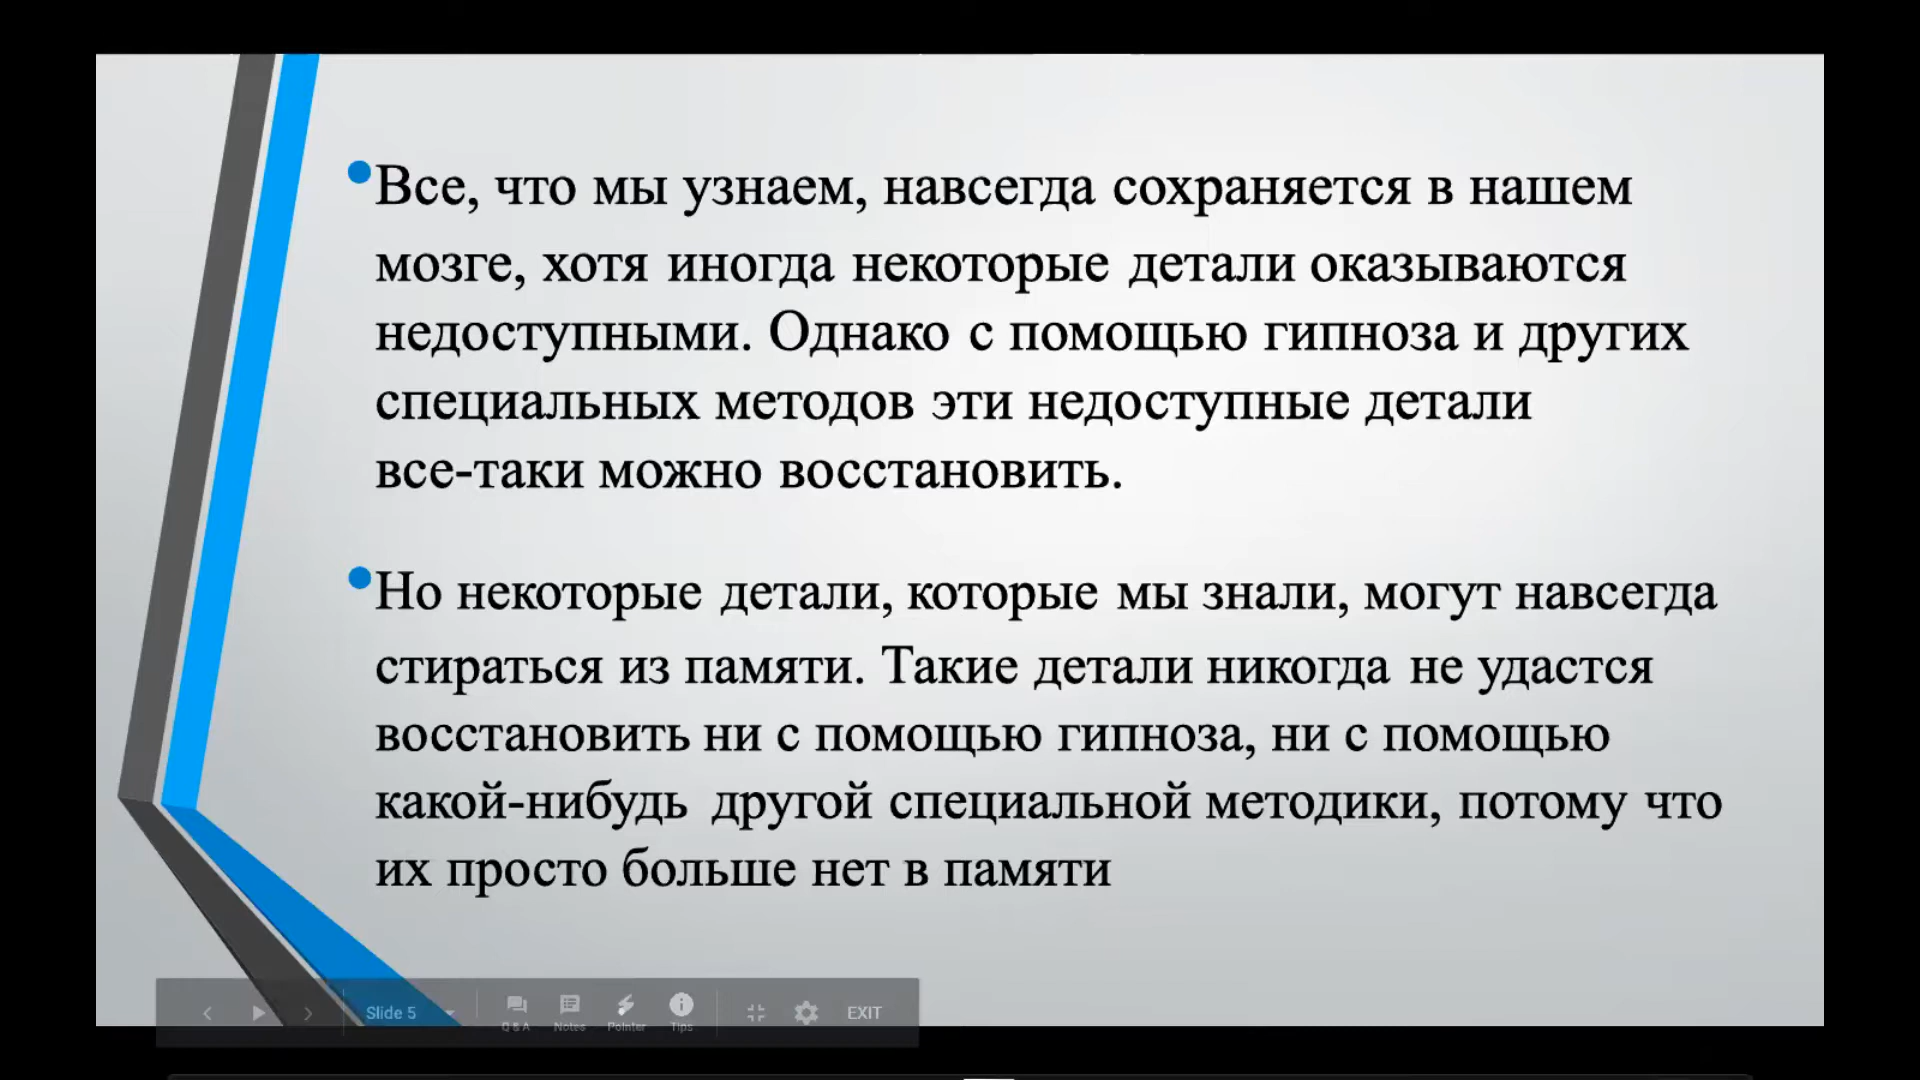 •Все, что мы узнаем, навсегда сохраняется в нашем
мозге, хотя иногда некоторые детали оказываются
недоступными. Однако с помощью гипноза и других
специальных методов эти недоступные детали
все-таки можно восстановить.
•Но некоторые детали, которые мы знали, могут навсегда
стираться из памяти. Такие детали никогда не удастся
восстановить ни с помощью гипноза, ни с помощью
какой-нибудь другой специальной методики, потому что
их просто больше нет в памяти
Slide 5 Q & A Notes Pointer Tips EXIT